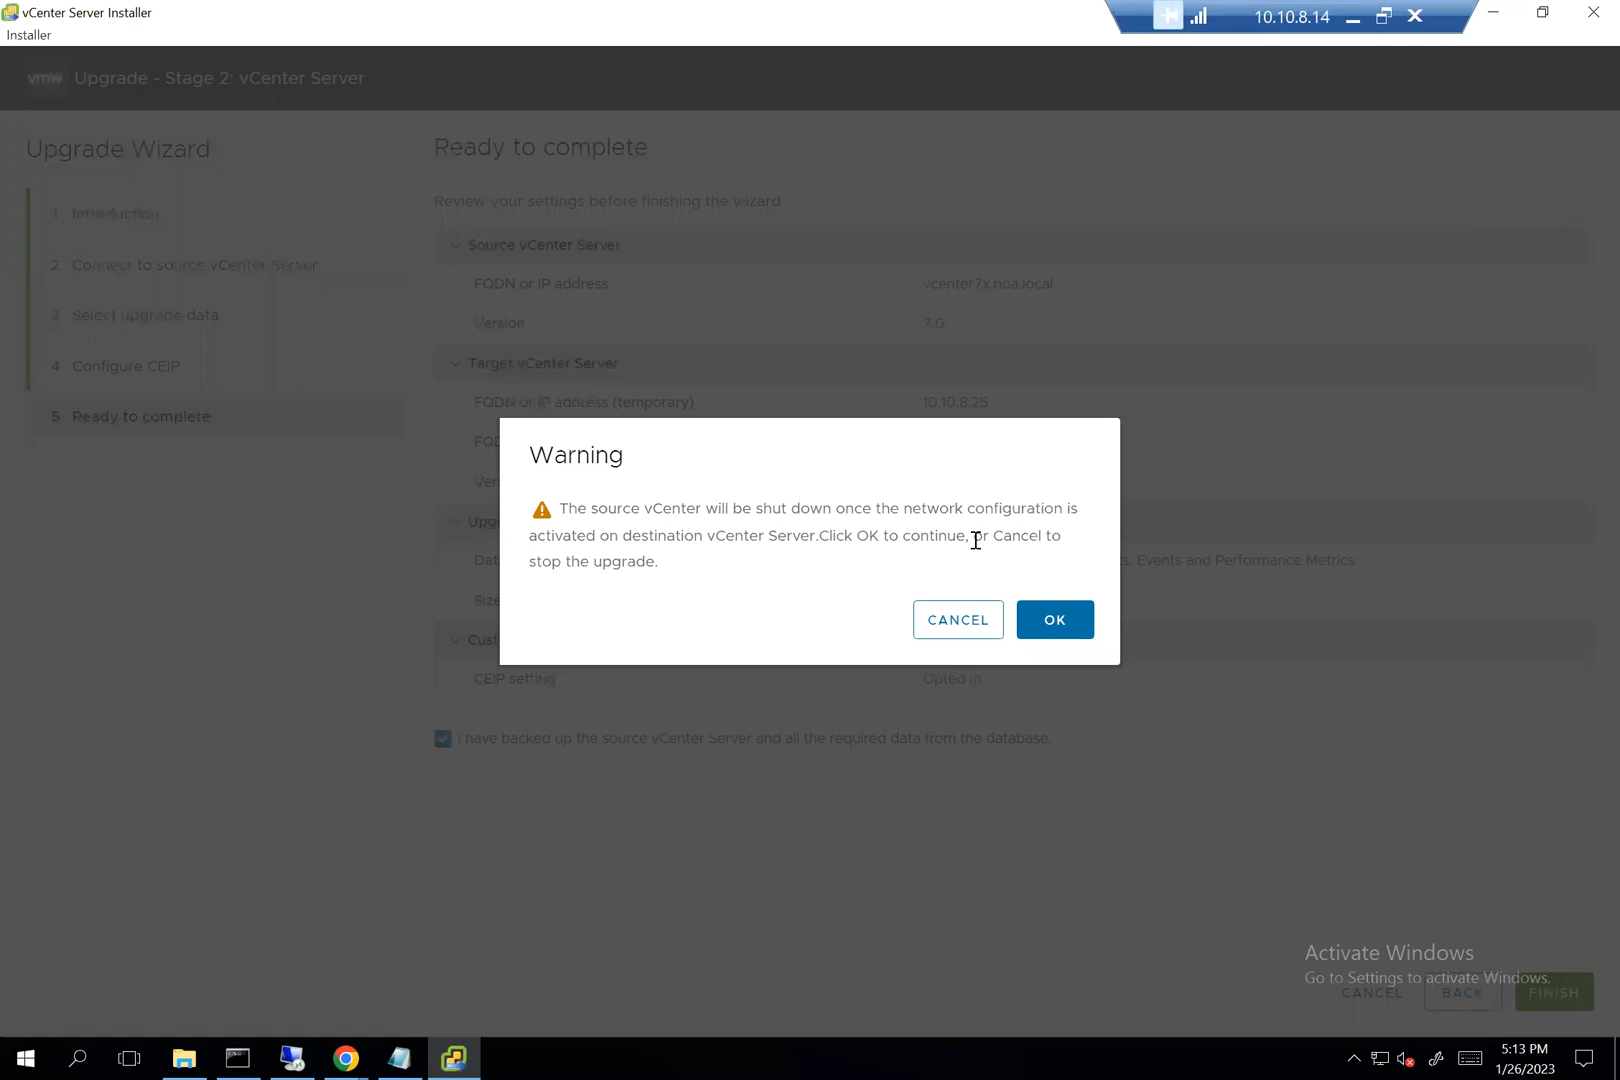 vCenter Server Installer
10.10.8.14
Installer
vmw Upgrade - Stage 2: vCenter Server
Upgrade Wizard
1 Introduction
2 Connect to source vCenter Server
3 Select upgrade data
4 Configure CEIP
5 Ready to complete
Ready to complete
Review your settings before finishing the wizard
Source vCenter Server
FQDN or IP address vcenter7x.noa.local
Version 7.0
Target vCenter Server
FQDN or IP address (temporary) 10.10.8.25
Warning
The source vCenter will be shut down once the network configuration is
activated on destination vCenter Server.Click OK to continue, or Cancel to
stop the upgrade.
CANCEL OK
Events and Performance Metrics
CEIP setting Opted in
I have backed up the source vCenter Server and all the required data from the database.
Activate Windows
Go to Settings to activate Windows.
CANCEL BACK FINISH
5:13 PM
1/26/2023